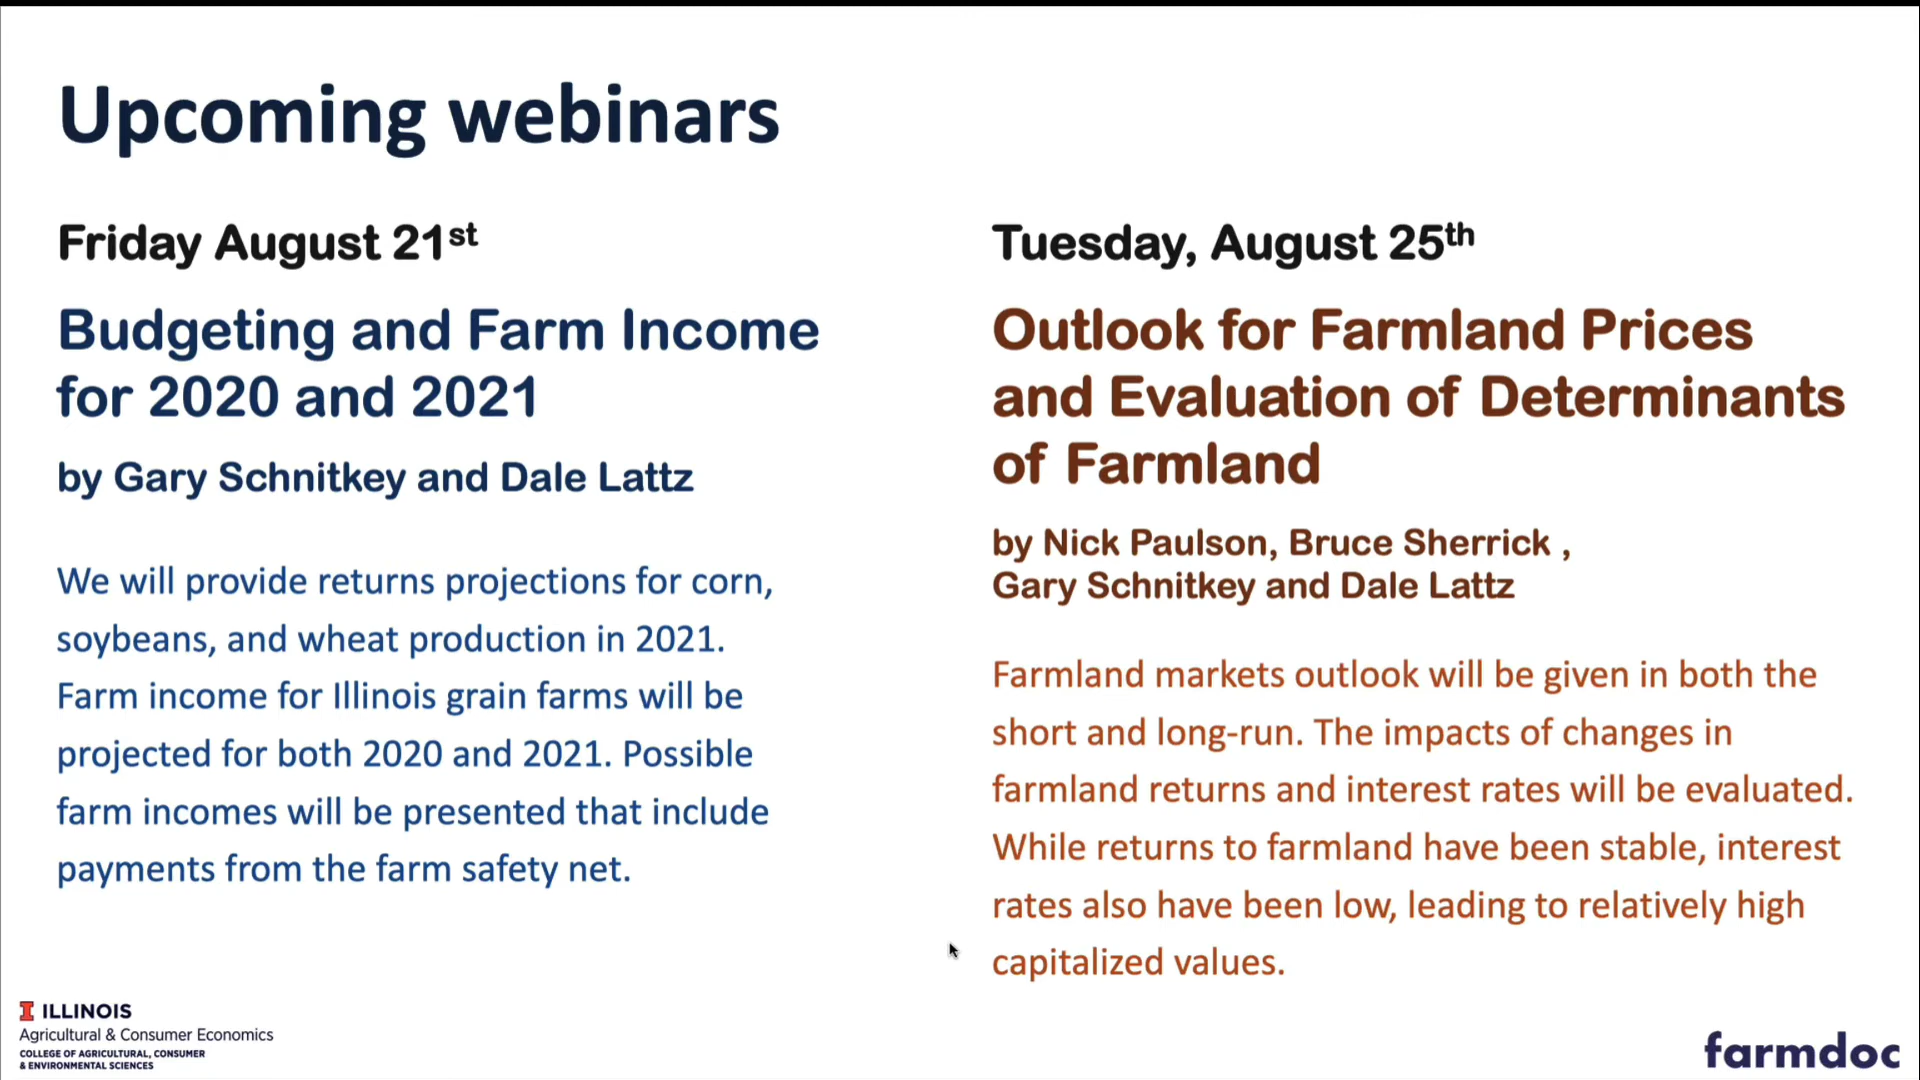 Upcoming webinars
Friday August 21st
Budgeting and Farm Income
for 2020 and 2021
by Gary Schnitkey and Dale Lattz
We will provide returns projections for corn,
soybeans, and wheat production in 2021.
Farm income for Illinois grain farms will be
projected for both 2020 and 2021. Possible
farm incomes will be presented that include
payments from the farm safety net.
Tuesday, August 25th
Outlook for Farmland Prices
and Evaluation of Determinants
of Farmland
by Nick Paulson, Bruce Sherrick ,
Gary Schnitkey and Dale Lattz
Farmland markets outlook will be given in both the
short and long-run. The impacts of changes in
farmland returns and interest rates will be evaluated.
While returns to farmland have been stable, interest
rates also have been low, leading to relatively high
capitalized values.
I ILLINOIS
Agricultural & Consumer Economics
COLLEGE OF AGRICULTURAL, CONSUMER
& ENVIRONMENTAL SCIENCES
farmdoc